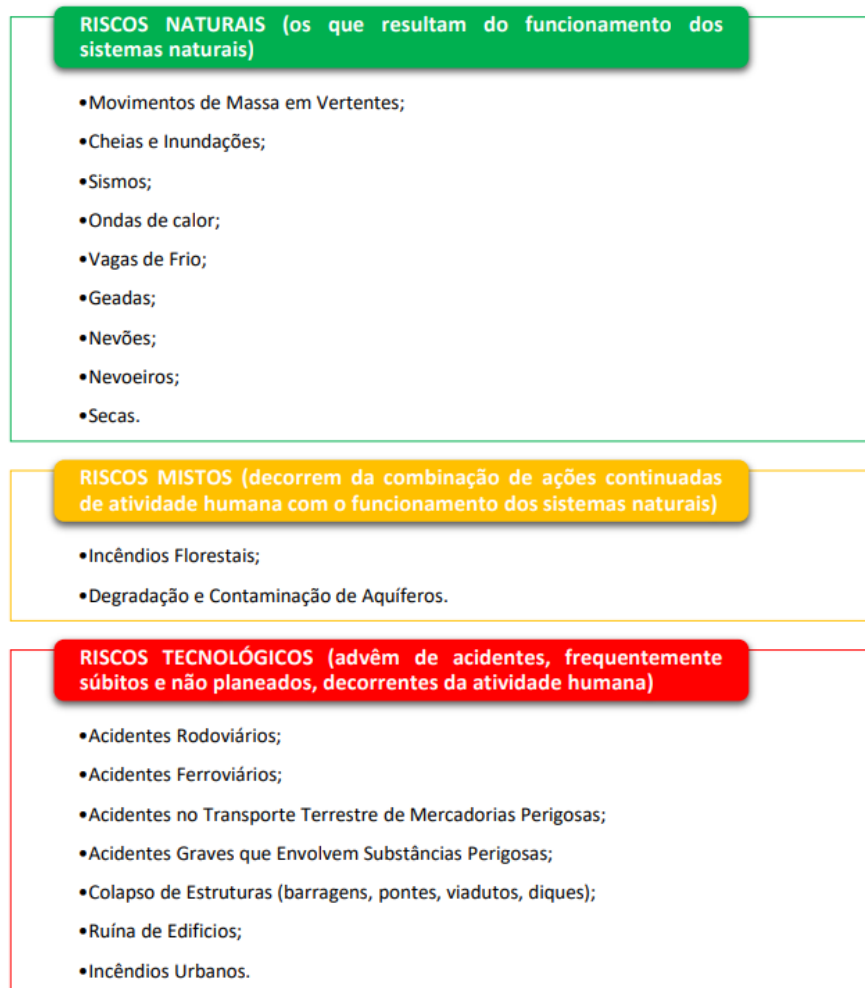 RISCOS NATURAIS (os que resultam do funcionamento dos
sistemas naturais)
•Movimentos de Massa em Vertentes;
•Cheias e Inundações;
•Sismos;
•Ondas de calor;
•Vagas de Frio;
•Geadas;
•Nevões;
•Nevoeiros;
•Secas.
RISCOS MISTOS (decorrem da combinação de ações continuadas
de atividade humana com o funcionamento dos sistemas naturais)
•Incêndios Florestais;
•Degradação e Contaminação de Aquíferos.
RISCOS TECNOLÓGICOS (advêm de acidentes, frequentemente
súbitos e não planeados, decorrentes da atividade humana)
•Acidentes Rodoviários;
•Acidentes Ferroviários;
•Acidentes no Transporte Terrestre de Mercadorias Perigosas;
•Acidentes Graves que Envolvem Substâncias Perigosas;
•Colapso de Estruturas (barragens, pontes, viadutos, diques);
•Ruína de Edificios;
•Incêndios Urbanos.